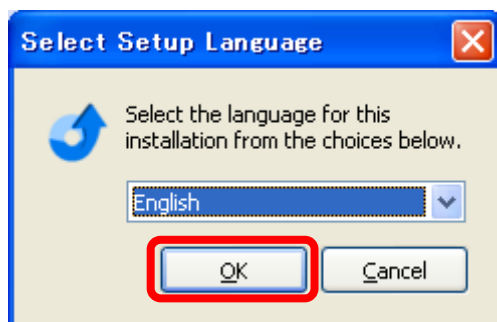 Select Setup Language
Select the language for this
installation from the choices below.
English
OK
Cancel